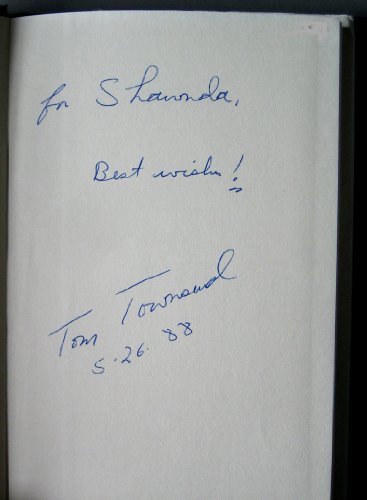 for Shawnda,
Best wishes!
Tom Townsend
5.26.88